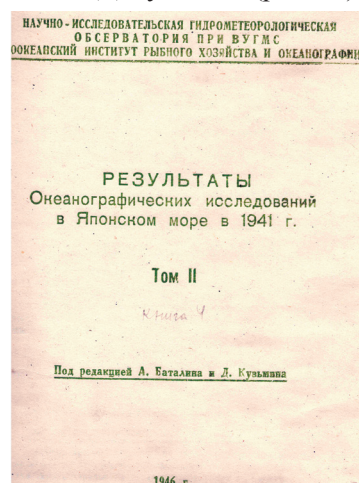 НАУЧНО-ИССЛЕДОВАТЕЛЬСКАЯ ГИДРОМЕТЕОРОЛОГИЧЕСКАЯ
ОБСЕРВАТОРИЯ ПРИ ВУГМС
ООКЕАНСКИЙ ИНСТИТУТ РЫБНОГО ХОЗЯЙСТВА И ОКЕАНОГРАФИИ
РЕЗУЛЬТАТЫ
Океанографических исследований
в Японском море в 1941 г.
Том II
Книга 4
Под редакцией А. Баталина и Л. Кузьмина
1946 г.